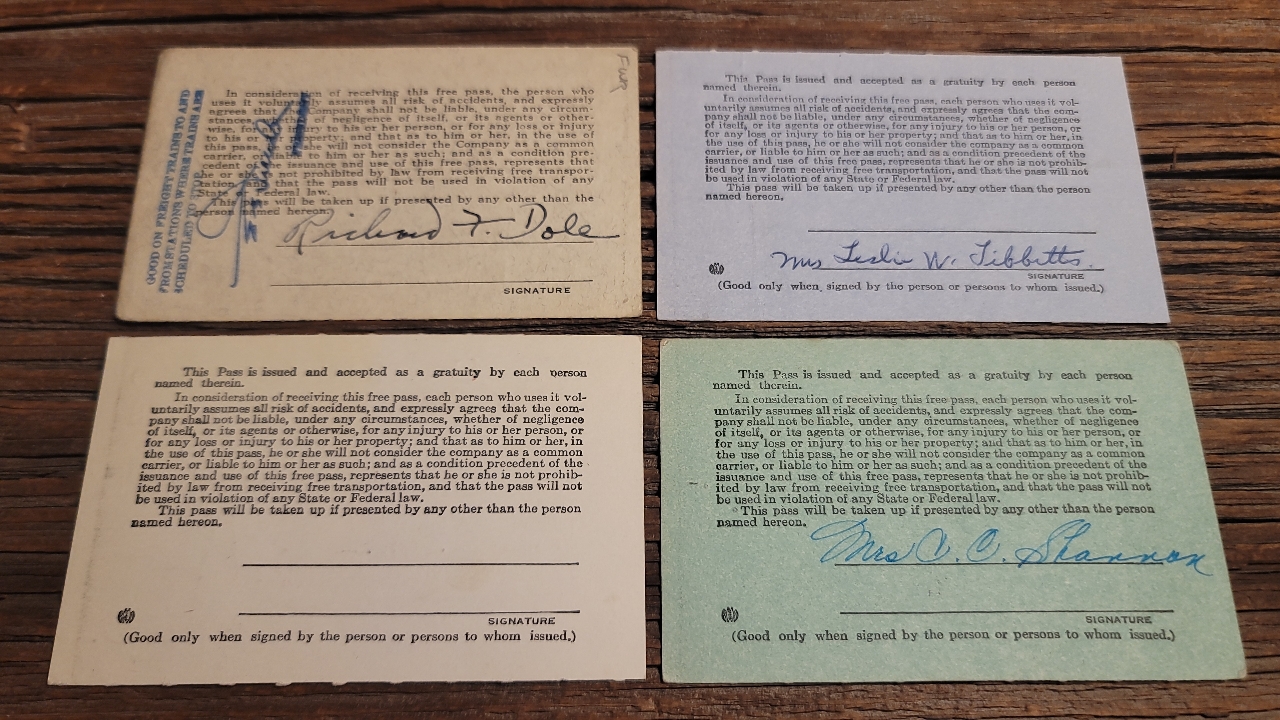 GOOD ON FREIGHT TRAINS TO AND
FROM STATIONS WHERE TRAINS ARE
SCHEDULED TO
In consideration of receiving this free pass, the person who
uses it voluntarily assumes all risk of accidents, and expressly
agrees that the Company shall not be liable, under any circum-
stances, whether of negligence of itself, or its agents or other-
wise, for any injury to his or her person, or for any loss or injury
to his or her property; and that as to him or her, in the use of
this pass, he or she will not consider the Company as a common
carrier, or liable to him or her as such; and as a condition pre-
cedent of the issuance and use of this free pass, represents that
he or she is not prohibited by law from receiving free transpor-
tation, and that the pass will not be used in violation of any
State or Federal law.
This pass will be taken up if presented by any other than the
person named hereon.
Richard F. Dole
SIGNATURE
This Pass is issued and accepted as a gratuity by each person
named therein.
In consideration of receiving this free pass, each person who uses it vol-
untarily assumes all risk of accidents, and expressly agrees that the com-
pany shall not be liable, under any circumstances, whether of negligence
of itself, or its agents or otherwise, for any injury to his or her person, or
for any loss or injury to his or her property; and that as to him or her, in
the use of this pass, he or she will not consider the company as a common
carrier, or liable to him or her as such; and as a condition precedent of the
issuance and use of this free pass, represents that he or she is not prohib-
ited by law from receiving free transportation, and that the pass will not
be used in violation of any State or Federal law.
This pass will be taken up if presented by any other than the person
named hereon.
Mrs Leslie W. Tibbetts.
SIGNATURE
(Good only when signed by the person or persons to whom issued.)
This Pass is issued and accepted as a gratuity by each person
named therein.
In consideration of receiving this free pass, each person who uses it vol-
untarily assumes all risk of accidents, and expressly agrees that the com-
pany shall not be liable, under any circumstances, whether of negligence
of itself, or its agents or otherwise, for any injury to his or her person, or
for any loss or injury to his or her property; and that as to him or her, in
the use of this pass, he or she will not consider the company as a common
carrier, or liable to him or her as such; and as a condition precedent of the
issuance and use of this free pass, represents that he or she is not prohib-
ited by law from receiving free transportation, and that the pass will not
be used in violation of any State or Federal law.
This pass will be taken up if presented by any other than the person
named hereon.
SIGNATURE
(Good only when signed by the person or persons to whom issued.)
This Pass is issued and accepted as a gratuity by each person
named therein.
In consideration of receiving this free pass, each person who uses it vol-
untarily assumes all risk of accidents, and expressly agrees that the com-
pany shall not be liable, under any circumstances, whether of negligence
of itself, or its agents or otherwise, for any injury to his or her person, or
for any loss or injury to his or her property; and that as to him or her, in
the use of this pass, he or she will not consider the company as a common
carrier, or liable to him or her as such; and as a condition precedent of the
issuance and use of this free pass, represents that he or she is not prohib-
ited by law from receiving free transportation, and that the pass will not
be used in violation of any State or Federal law.
This pass will be taken up if presented by any other than the person
named hereon.
Mrs C. C. Shannon
SIGNATURE
(Good only when signed by the person or persons to whom issued.)